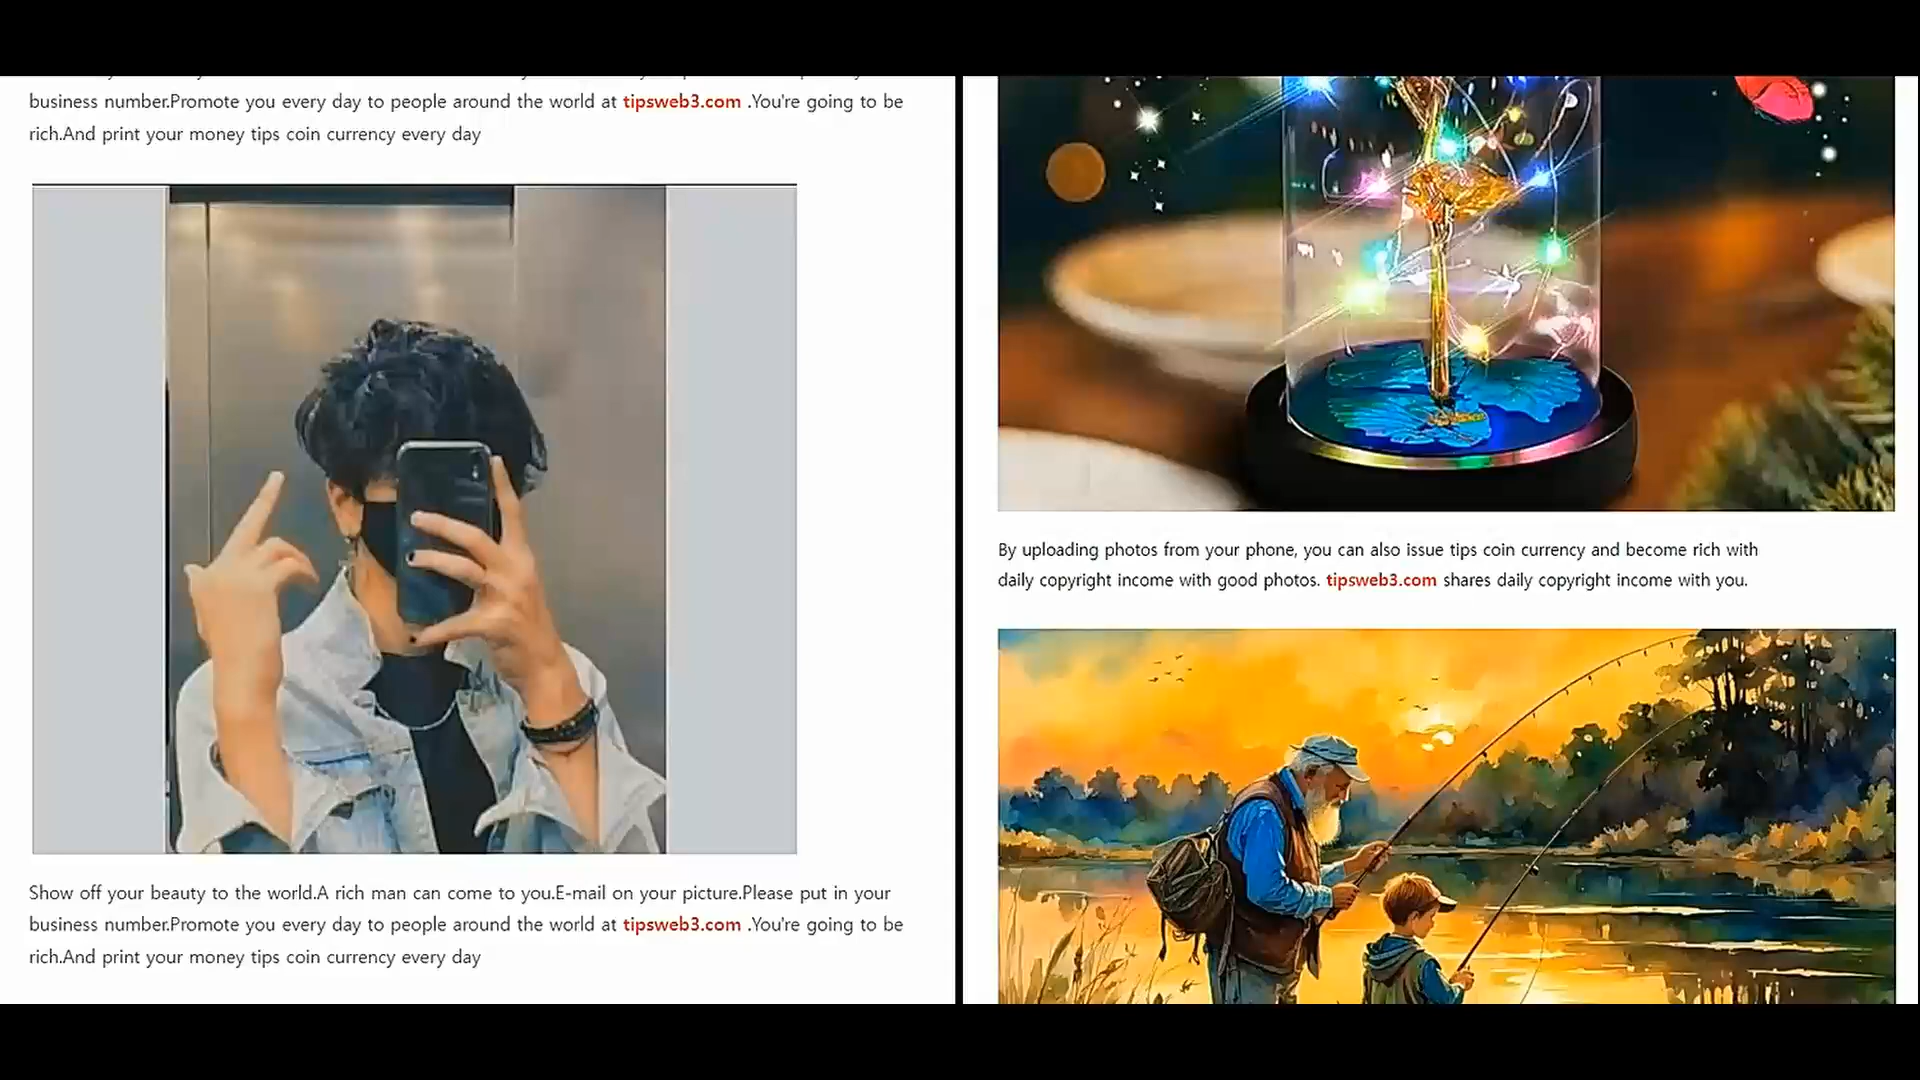 business number.Promote you every day to people around the world at tipsweb3.com .You're going to be
rich.And print your money tips coin currency every day
Show off your beauty to the world.A rich man can come to you.E-mail on your picture.Please put in your
business number.Promote you every day to people around the world at tipsweb3.com .You're going to be
rich.And print your money tips coin currency every day
By uploading photos from your phone, you can also issue tips coin currency and become rich with
daily copyright income with good photos. tipsweb3.com shares daily copyright income with you.